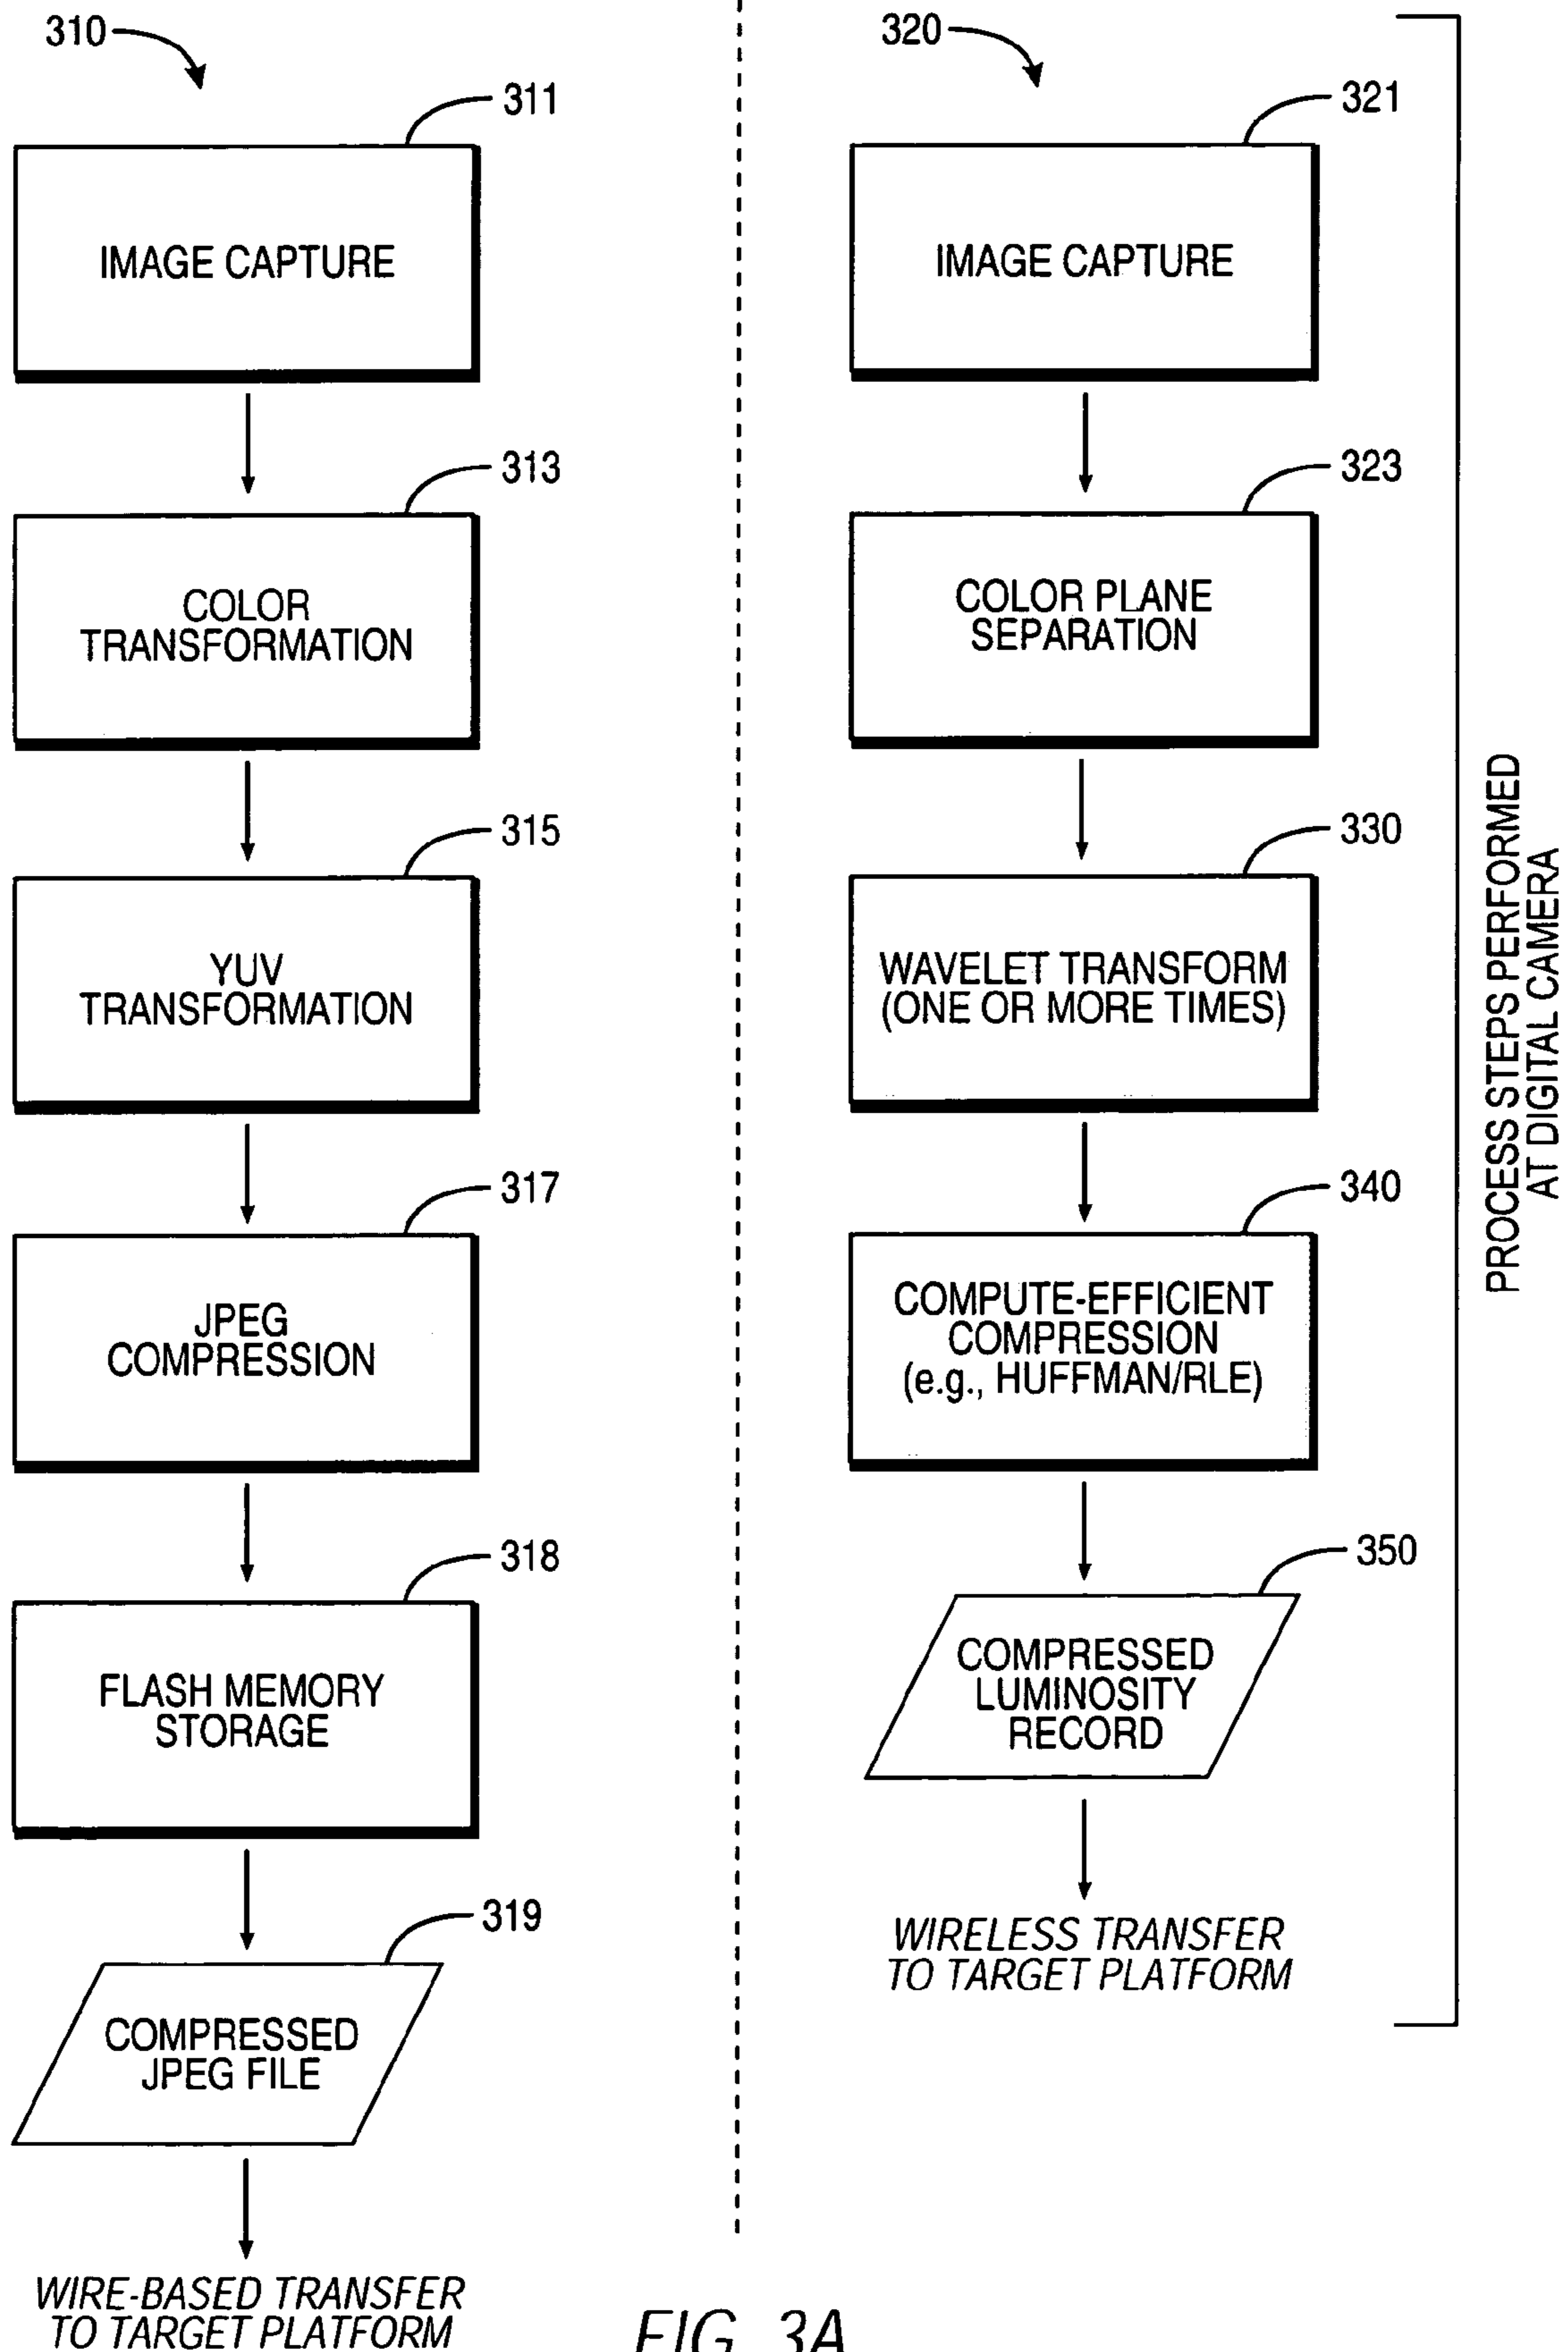 310
311
IMAGE CAPTURE
313
COLOR
TRANSFORMATION
315
YUV
TRANSFORMATION
317
JPEG
COMPRESSION
318
FLASH MEMORY
STORAGE
319
COMPRESSED
JPEG FILE
WIRE-BASED TRANSFER
TO TARGET PLATFORM
320
321
IMAGE CAPTURE
323
COLOR PLANE
SEPARATION
330
WAVELET TRANSFORM
(ONE OR MORE TIMES)
340
COMPUTE-EFFICIENT
COMPRESSION
(e.g., HUFFMAN/RLE)
350
COMPRESSED
LUMINOSITY
RECORD
WIRELESS TRANSFER
TO TARGET PLATFORM
PROCESS STEPS PERFORMED
AT DIGITAL CAMERA
FIG. 3A